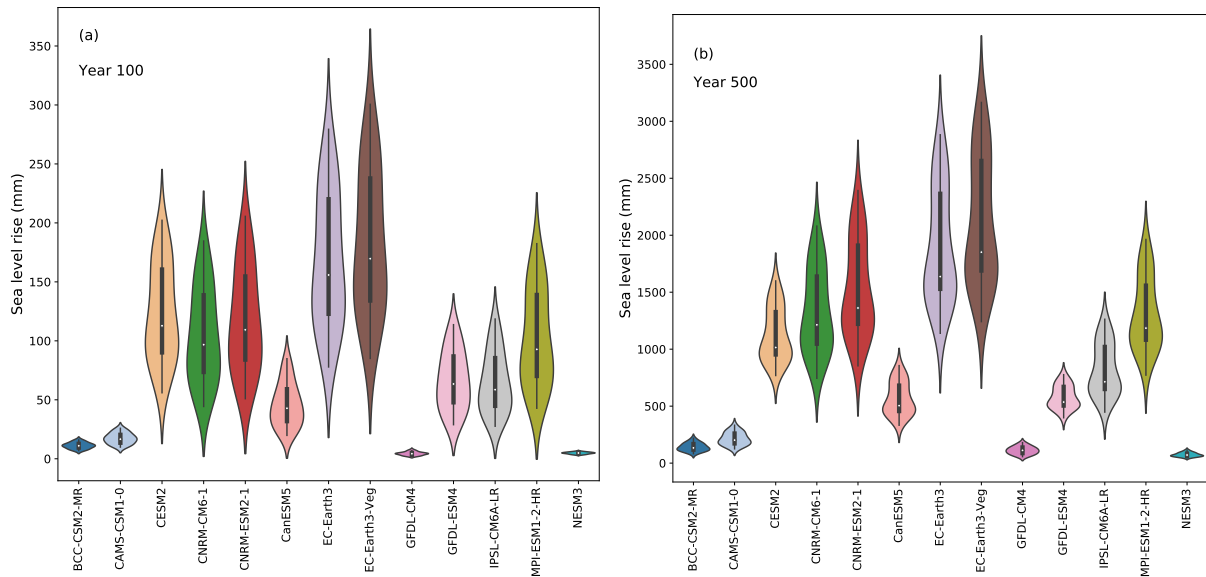 (a)
Year 100
Sea level rise (mm)
350
300
250
200
150
100
50
0
BCC-CSM2-MR
CAMS-CSM1-0
CESM2
CNRM-CM6-1
CNRM-ESM2-1
CanESM5
EC-Earth3
EC-Earth3-Veg
GFDL-CM4
GFDL-ESM4
IPSL-CM6A-LR
MPI-ESM1-2-HR
NESM3
(b)
Year 500
Sea level rise (mm)
3500
3000
2500
2000
1500
1000
500
0
BCC-CSM2-MR
CAMS-CSM1-0
CESM2
CNRM-CM6-1
CNRM-ESM2-1
CanESM5
EC-Earth3
EC-Earth3-Veg
GFDL-CM4
GFDL-ESM4
IPSL-CM6A-LR
MPI-ESM1-2-HR
NESM3